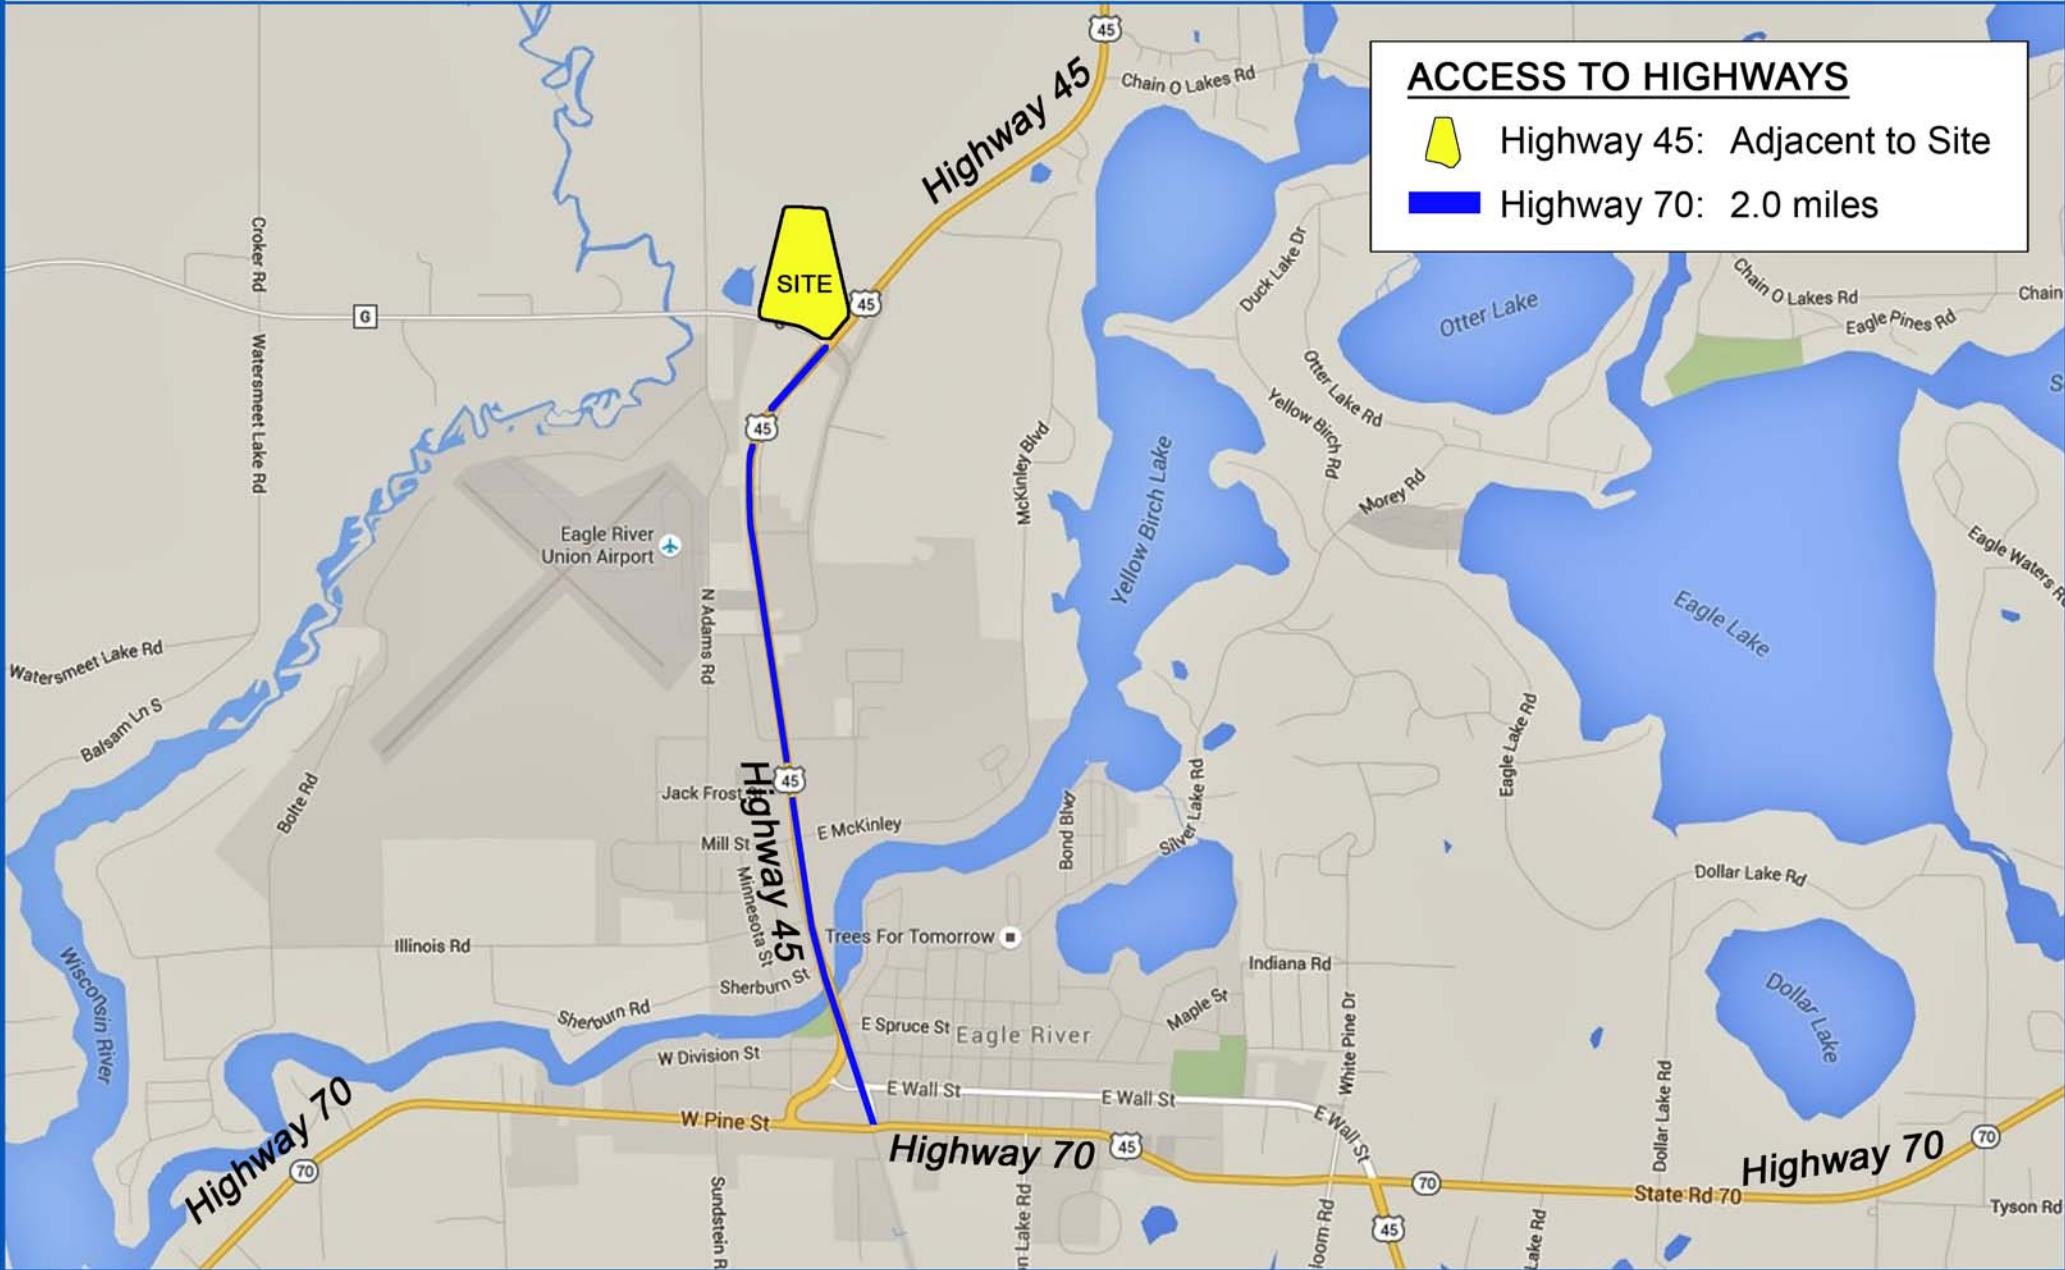 ACCESS TO HIGHWAYS
Highway 45: Adjacent to Site
Highway 70: 2.0 miles
45
Chain O Lakes Rd
Highway 45
SITE
45
G
Croker Rd
Watersmeet Lake Rd
Duck Lake Dr
Otter Lake
Chain O Lakes Rd
Chain
Eagle Pines Rd
Otter Lake Rd
Yellow Birch Rd
45
McKinley Blvd
Yellow Birch Lake
Morey Rd
Eagle River
Union Airport
N Adams Rd
Eagle Lake
Eagle Waters R
Watersmeet Lake Rd
Balsam Ln S
Bolte Rd
Eagle Lake Rd
Jack Frost
45
Highway 45
E McKinley
Mill St
Minnesota St
Bond Blvd
Silver Lake Rd
Dollar Lake Rd
Illinois Rd
Trees For Tomorrow
Indiana Rd
Wisconsin River
Sherburn St
Sherburn Rd
Maple St
White Pine Dr
Dollar Lake
E Spruce St
Eagle River
W Division St
E Wall St
E Wall St
E Wall St
Dollar Lake Rd
W Pine St
Highway 70
70
Highway 70
45
70
State Rd 70
Highway 70
70
Sundstein R
n Lake Rd
loom Rd
45
Lake Rd
Tyson Rd
S